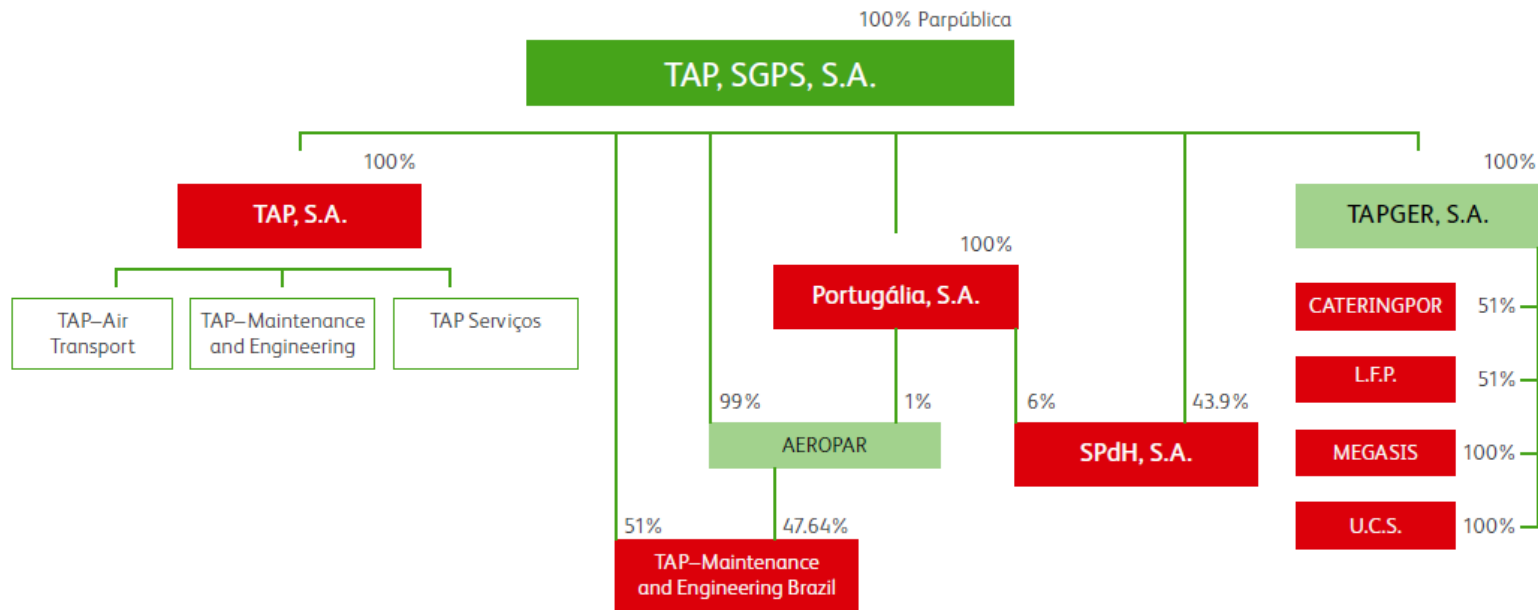 100% Parpública
TAP, SGPS, S.A.
100%
TAP, S.A.
TAP–Air
Transport
TAP–Maintenance
and Engineering
TAP Serviços
100%
Portugália, S.A.
99%
1%
AEROPAR
6%
43.9%
SPdH, S.A.
51%
47.64%
TAP–Maintenance
and Engineering Brazil
100%
TAPGER, S.A.
CATERINGPOR
51%
L.F.P.
51%
MEGASIS
100%
U.C.S.
100%